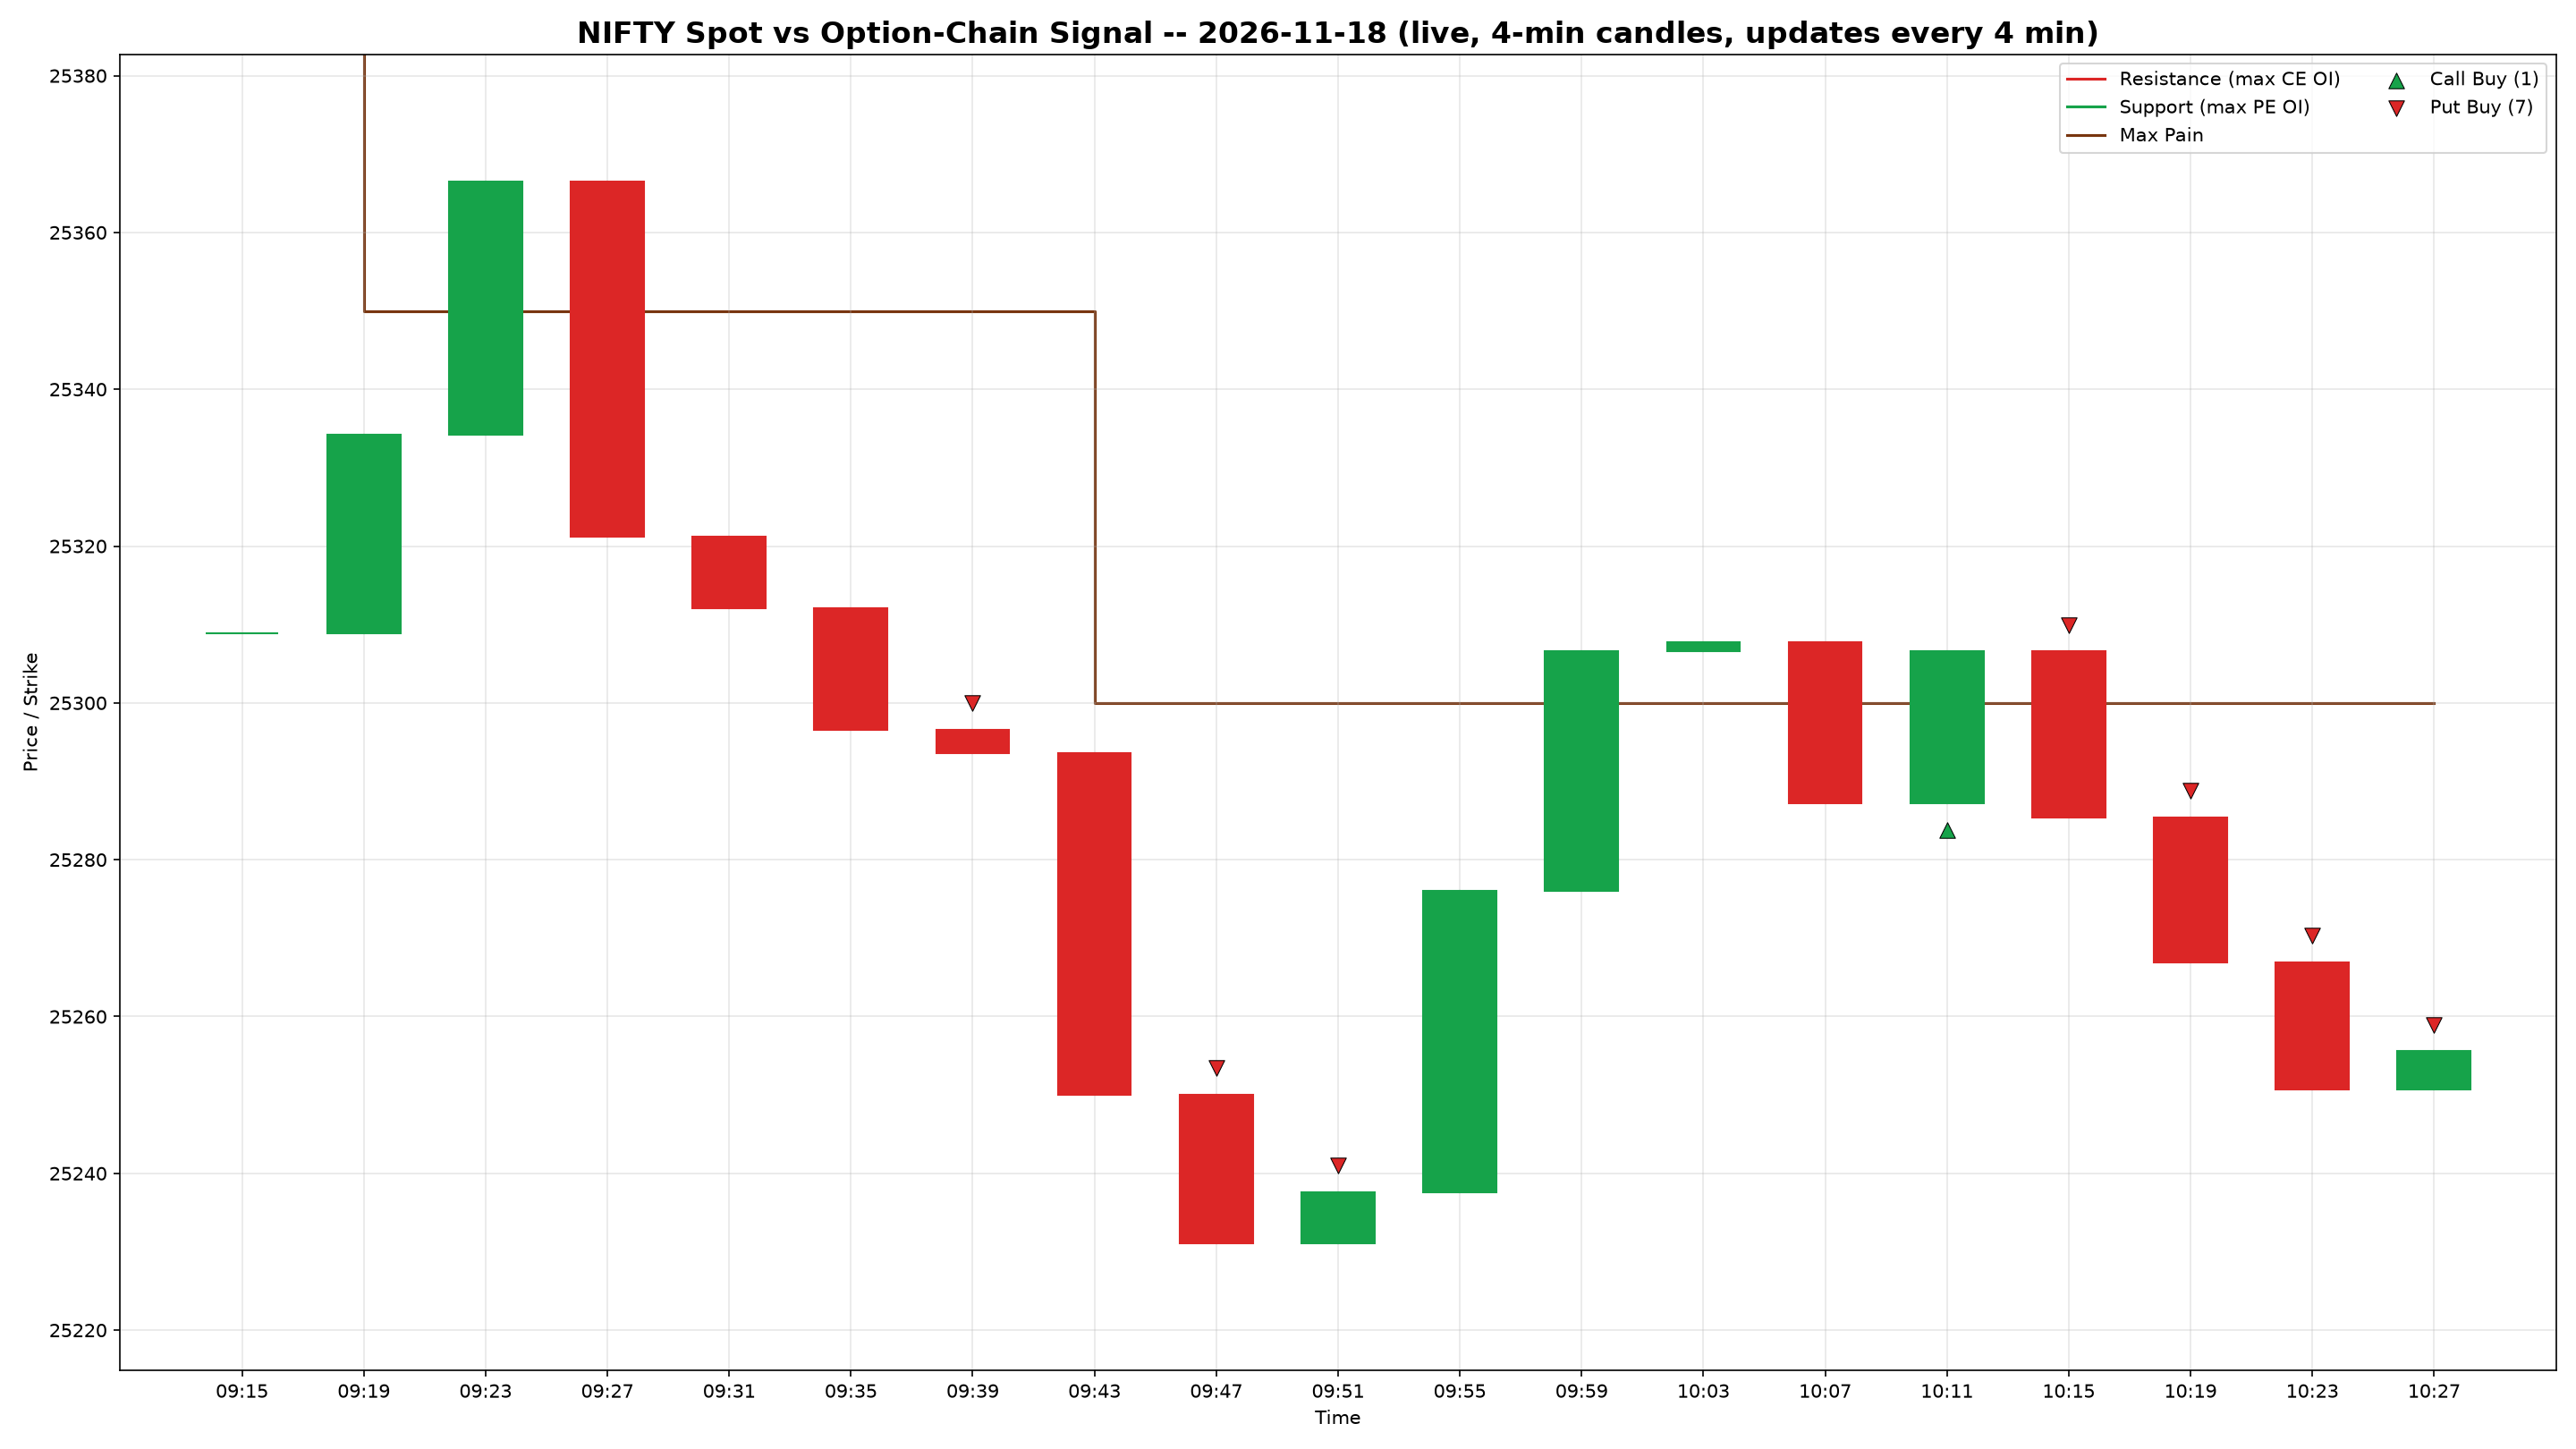 NIFTY Spot vs Option-Chain Signal -- 2026-11-18 (live, 4-min candles, updates every 4 min)
Resistance (max CE OI)
Support (max PE OI)
Max Pain
Call Buy (1)
Put Buy (7)
Price / Strike
25380
25360
25340
25320
25300
25280
25260
25240
25220
09:15 09:19 09:23 09:27 09:31 09:35 09:39 09:43 09:47 09:51 09:55 09:59 10:03 10:07 10:11 10:15 10:19 10:23 10:27
Time